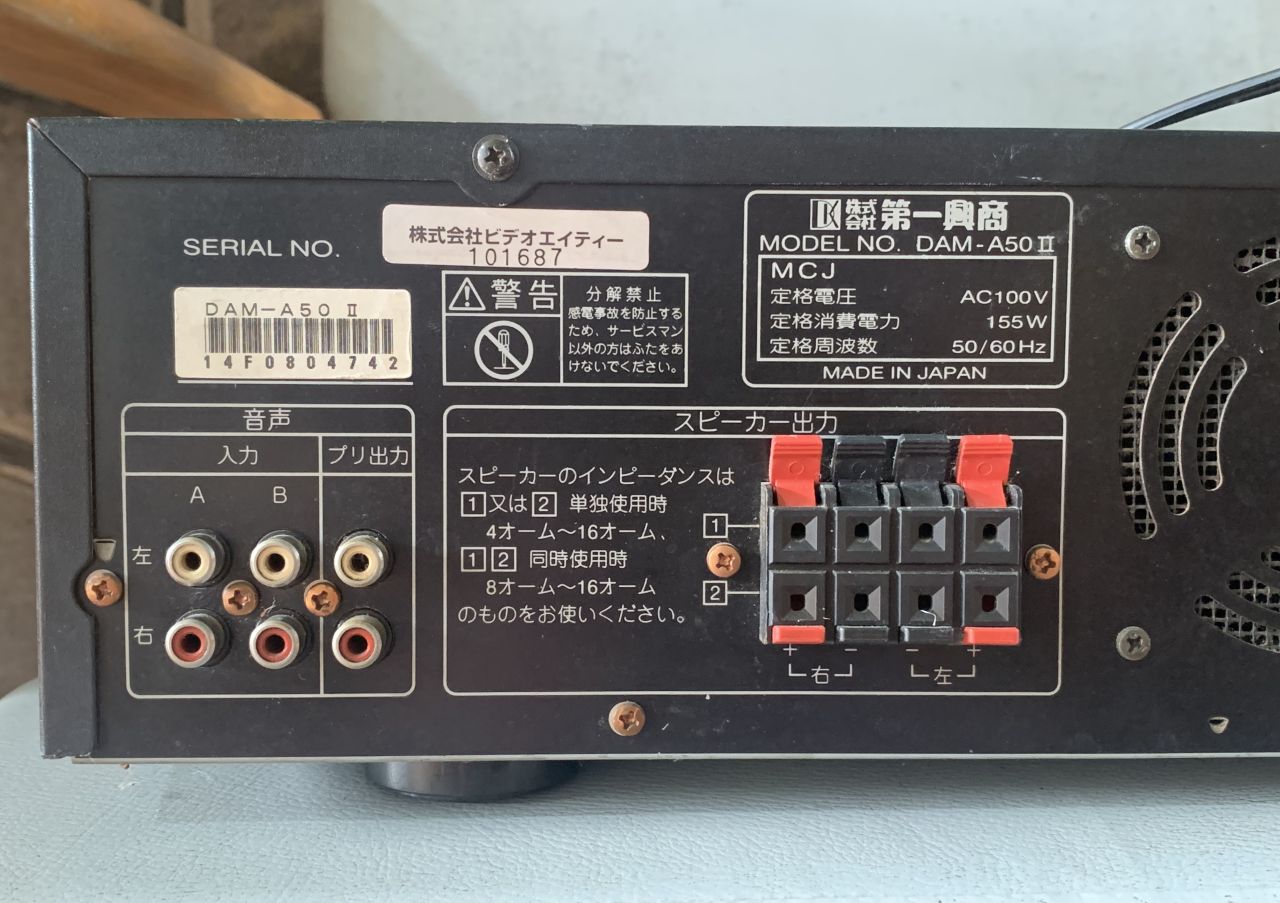 SERIAL NO.
株式会社ビデオエイティー
101687
DAM-A50 II
14F0804742
警告
分解禁止
感電事故を防止する
ため、サービスマン
以外の方はふたをあ
けないでください。
DK 株式会社 第一興商
MODEL NO. DAM-A50 II
MCJ
定格電圧 AC100V
定格消費電力 155W
定格周波数 50/60Hz
MADE IN JAPAN
音声
入力 プリ出力
A B
左
右
スピーカー出力
スピーカーのインピーダンスは
1又は2 単独使用時
4オーム～16オーム、
1 2 同時使用時
8オーム～16オーム
のものをお使いください。
1
2
+ - - +
右 左